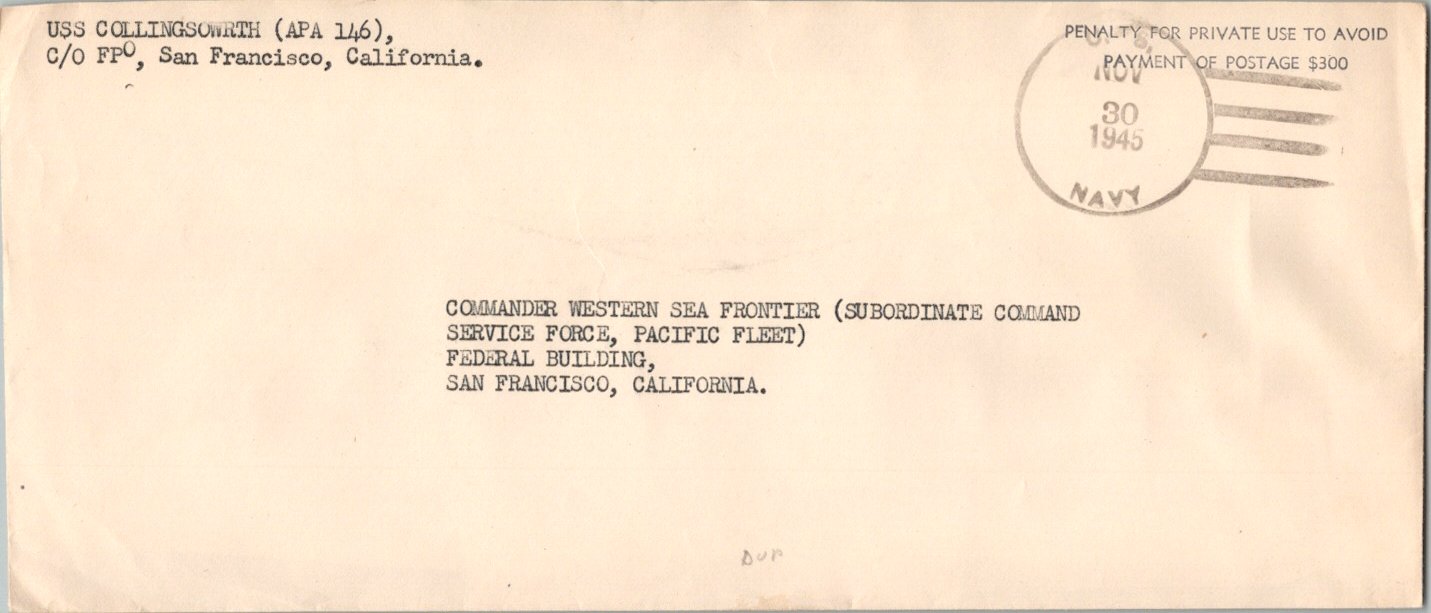 USS COLLINGSOWRTH (APA 146),
C/O FPO, San Francisco, California.
PENALTY FOR PRIVATE USE TO AVOID
PAYMENT OF POSTAGE $300
U. S.
NOV
30
1945
NAVY
COMMANDER WESTERN SEA FRONTIER (SUBORDINATE COMMAND
SERVICE FORCE, PACIFIC FLEET)
FEDERAL BUILDING,
SAN FRANCISCO, CALIFORNIA.
DUP